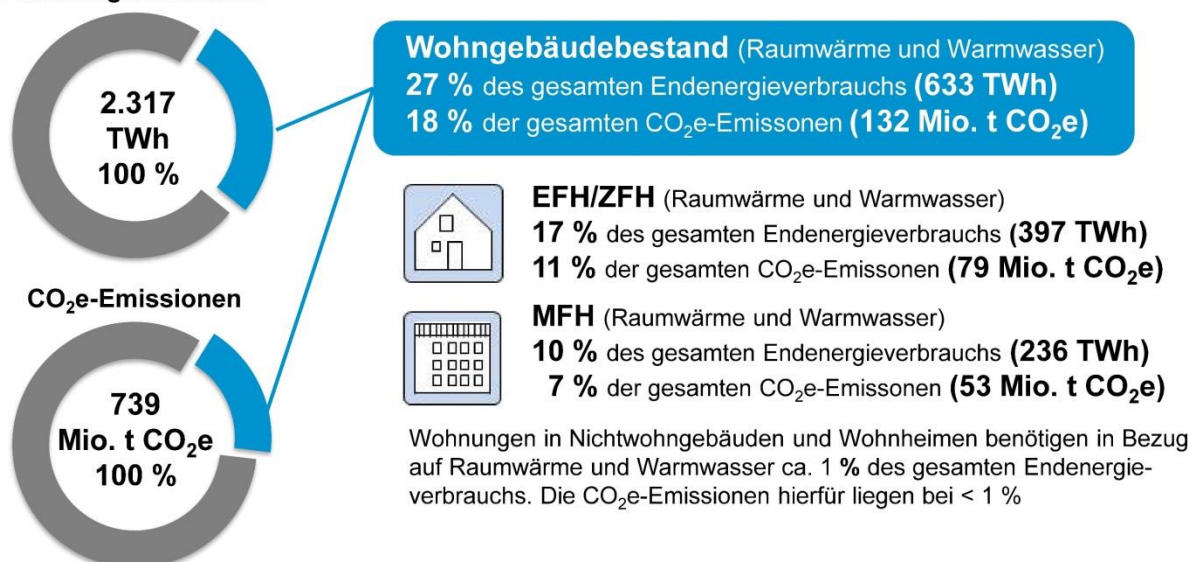 2.317
TWh
100 %
Wohngebäudebestand (Raumwärme und Warmwasser)
27 % des gesamten Endenergieverbrauchs (633 TWh)
18 % der gesamten CO₂e-Emissonen (132 Mio. t CO₂e)
EFH/ZFH (Raumwärme und Warmwasser)
17 % des gesamten Endenergieverbrauchs (397 TWh)
11 % der gesamten CO₂e-Emissonen (79 Mio. t CO₂e)
CO₂e-Emissionen
739
Mio. t CO₂e
100 %
MFH (Raumwärme und Warmwasser)
10 % des gesamten Endenergieverbrauchs (236 TWh)
7 % der gesamten CO₂e-Emissonen (53 Mio. t CO₂e)
Wohnungen in Nichtwohngebäuden und Wohnheimen benötigen in Bezug
auf Raumwärme und Warmwasser ca. 1 % des gesamten Endenergie-
verbrauchs. Die CO₂e-Emissionen hierfür liegen bei < 1 %